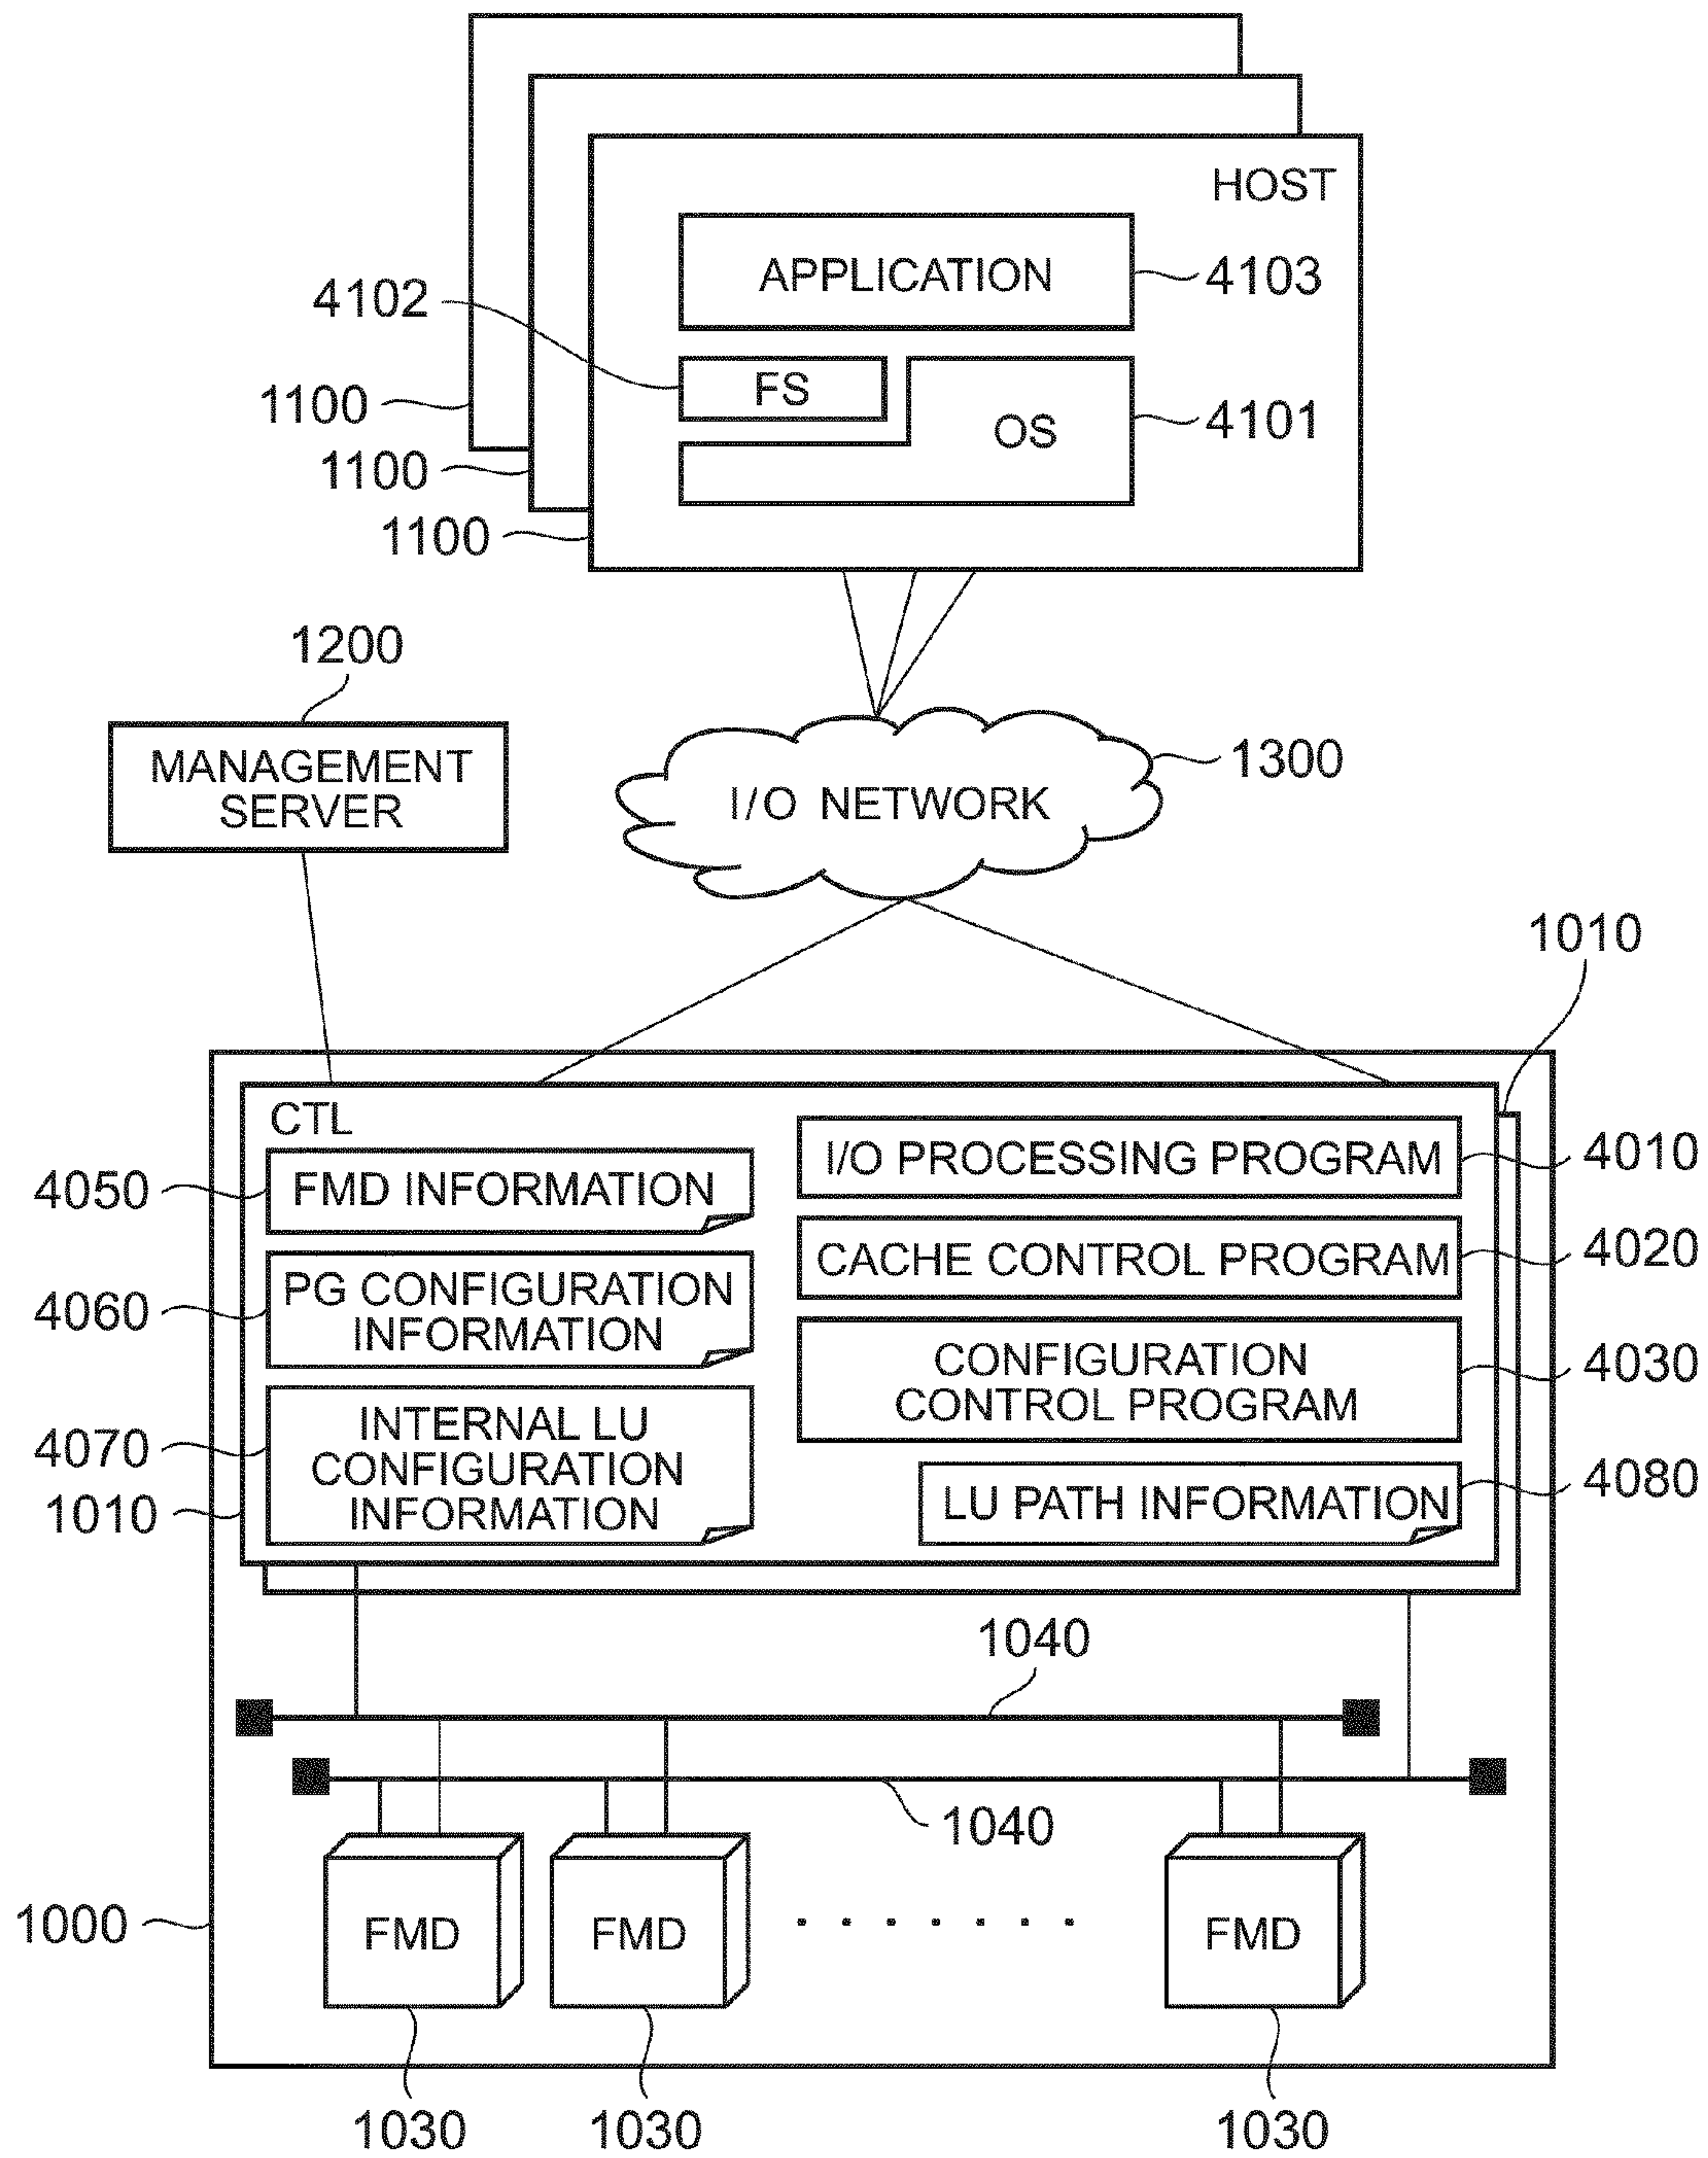 HOST
APPLICATION
4103
4102
FS
1100
OS
4101
1100
1100
1200
MANAGEMENT
SERVER
I/O NETWORK
1300
1010
CTL
I/O PROCESSING PROGRAM
4010
4050
FMD INFORMATION
CACHE CONTROL PROGRAM
4020
4060
PG CONFIGURATION
INFORMATION
CONFIGURATION
CONTROL PROGRAM
4030
4070
INTERNAL LU
CONFIGURATION
INFORMATION
LU PATH INFORMATION
4080
1010
1040
1040
1000
FMD
FMD
. . . . . . .
FMD
1030
1030
1030